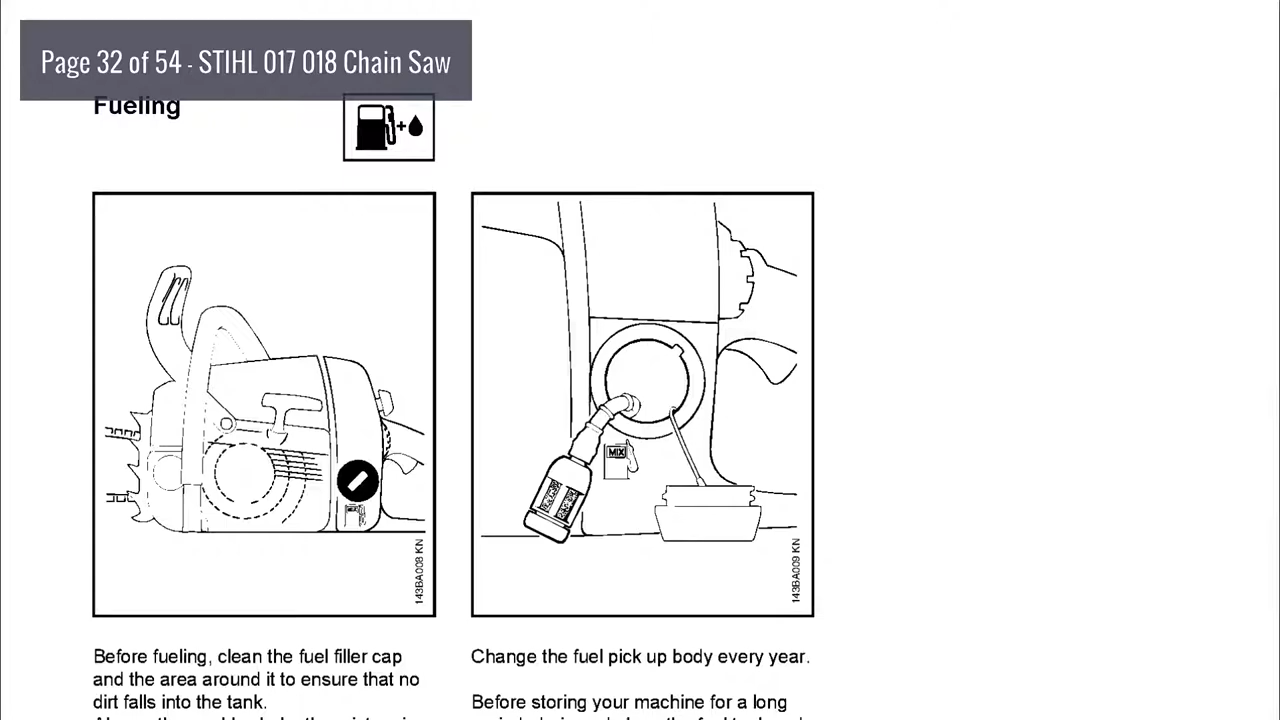 Page 32 of 54 - STIHL 017 018 Chain Saw
Fueling
+
MIX
143BA008 KN
143BA009 KN
Before fueling, clean the fuel filler cap
and the area around it to ensure that no
dirt falls into the tank.
Change the fuel pick up body every year.
Before storing your machine for a long